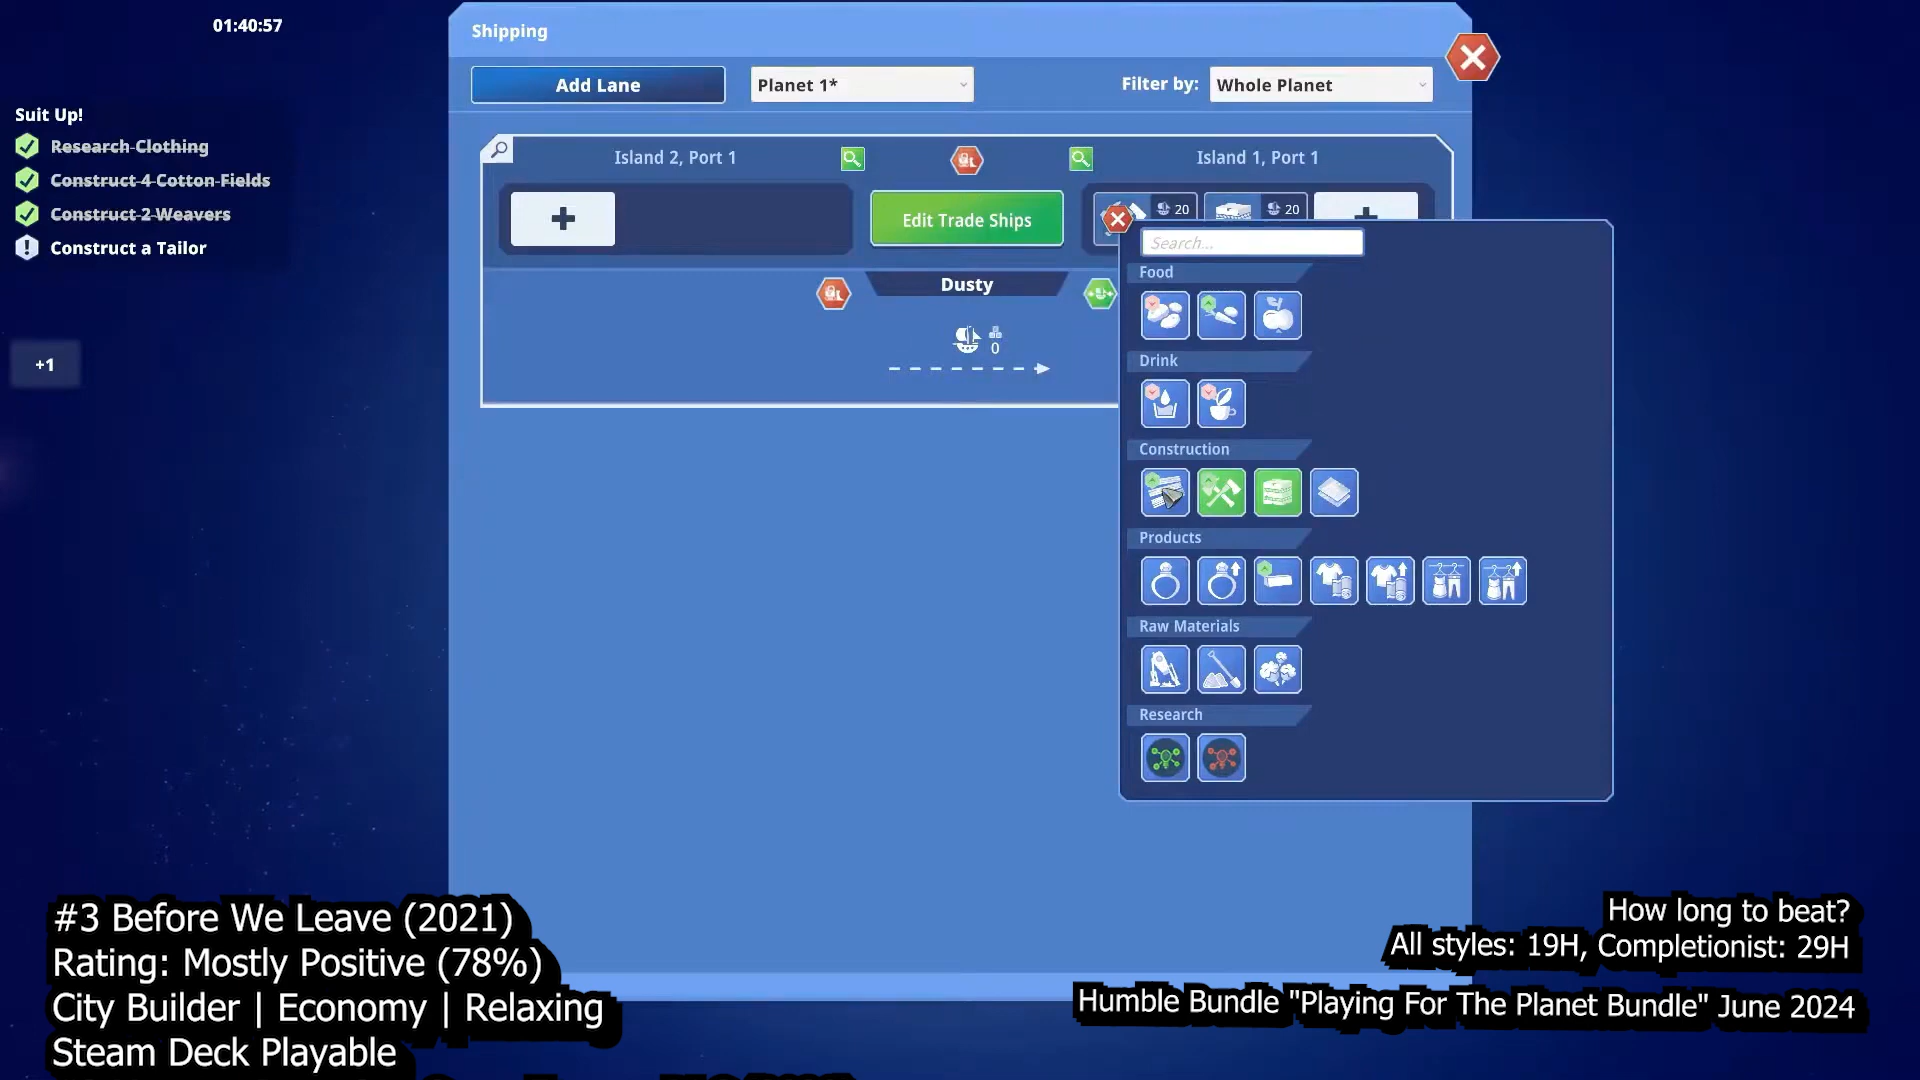 01:40:57
Suit Up!
Research Clothing
Construct 4 Cotton Fields
Construct 2 Weavers
Construct a Tailor
+1
Shipping
Add Lane
Planet 1*
Filter by:
Whole Planet
Island 2, Port 1
Island 1, Port 1
Edit Trade Ships
20
20
Dusty
0
Search...
Food
Drink
Construction
Products
Raw Materials
Research
#3 Before We Leave (2021)
Rating: Mostly Positive (78%)
City Builder | Economy | Relaxing
Steam Deck Playable
How long to beat?
All styles: 19H, Completionist: 29H
Humble Bundle "Playing For The Planet Bundle" June 2024